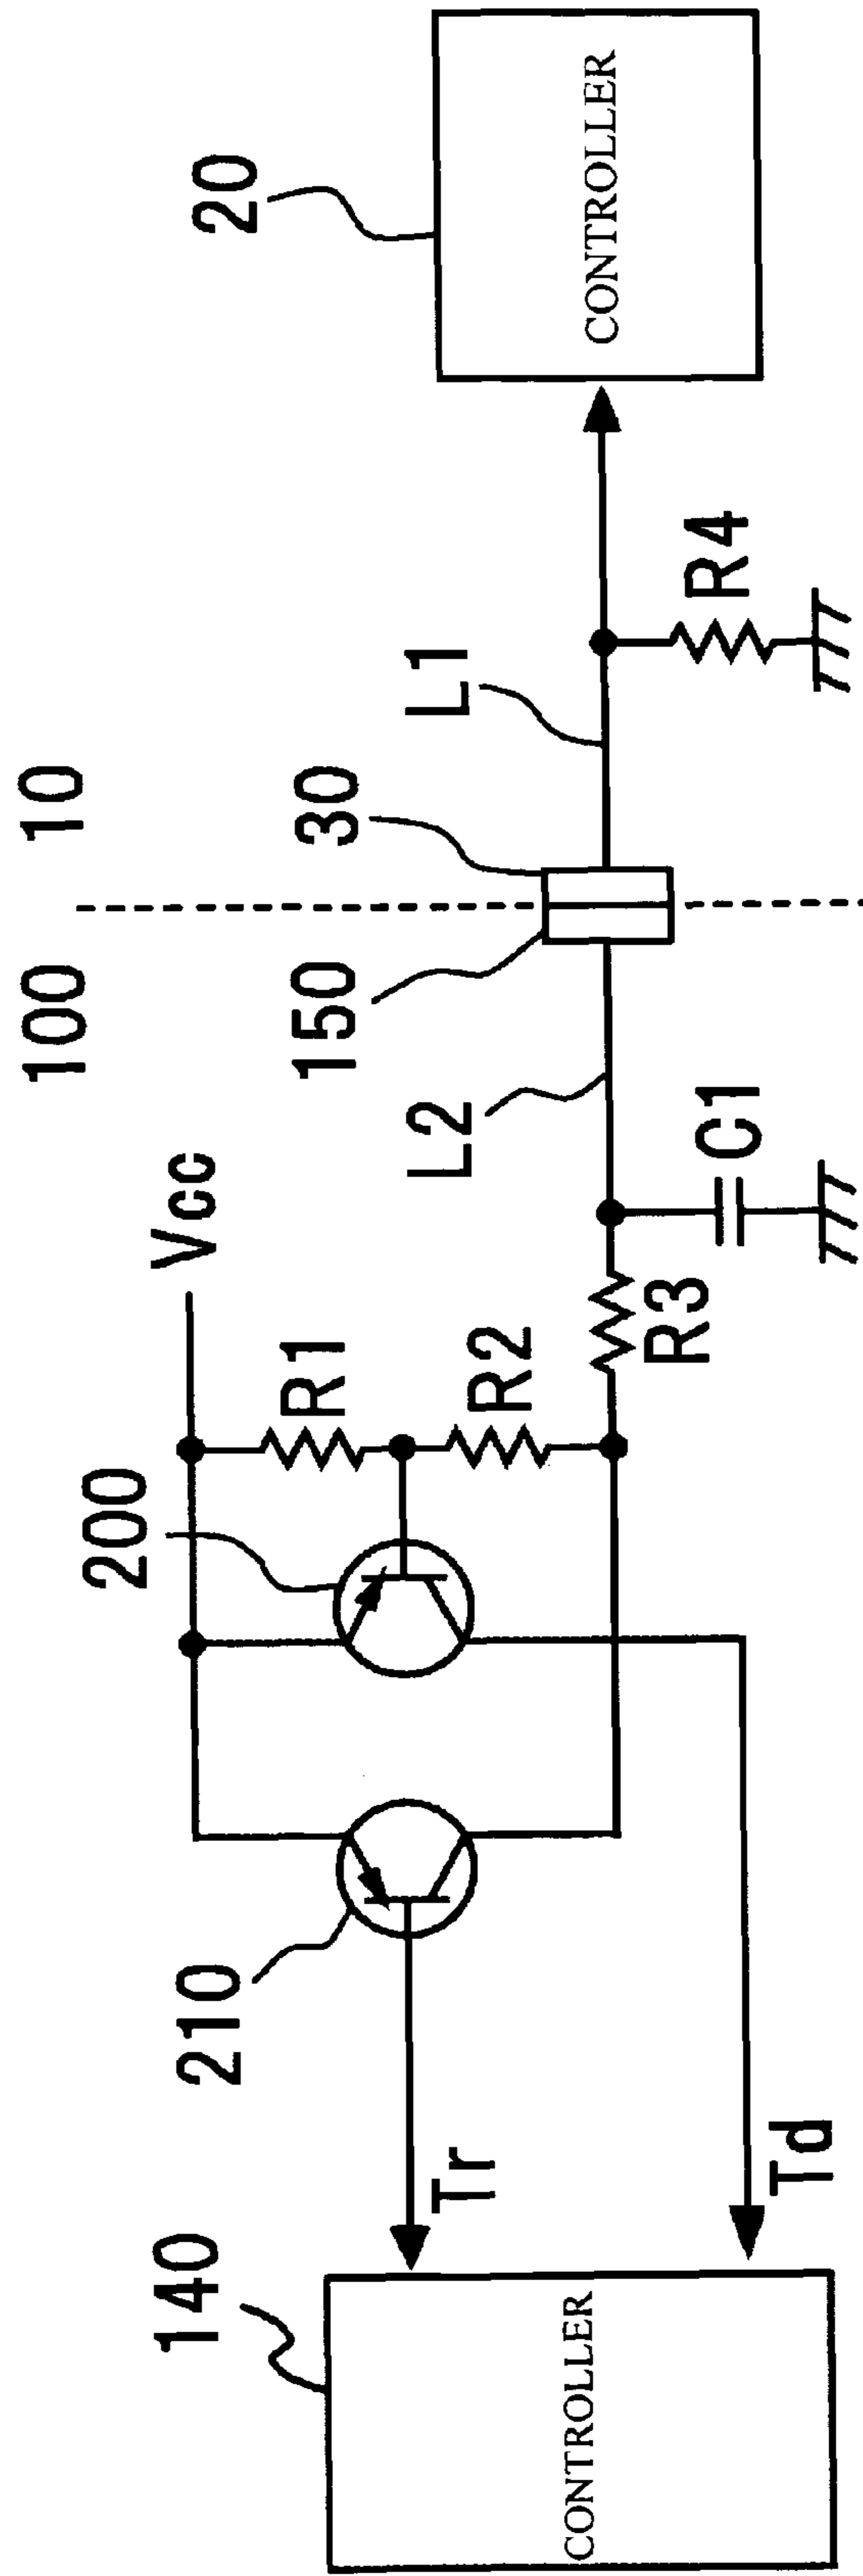 100
10
Vcc
140
210
200
R1
150
30
20
L2
L1
R2
Tr
R3
C1
R4
Td
CONTROLLER
CONTROLLER